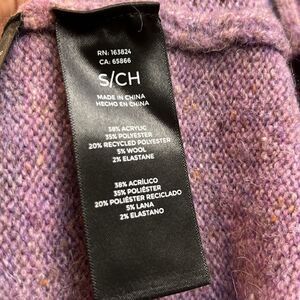 RN: 163824
CA: 65866
S/CH
MADE IN CHINA
HECHO EN CHINA
38% ACRYLIC
35% POLYESTER
20% RECYCLED POLYESTER
5% WOOL
2% ELASTANE
38% ACRÍLICO
35% POLIÉSTER
20% POLIÉSTER RECICLADO
5% LANA
2% ELASTANO